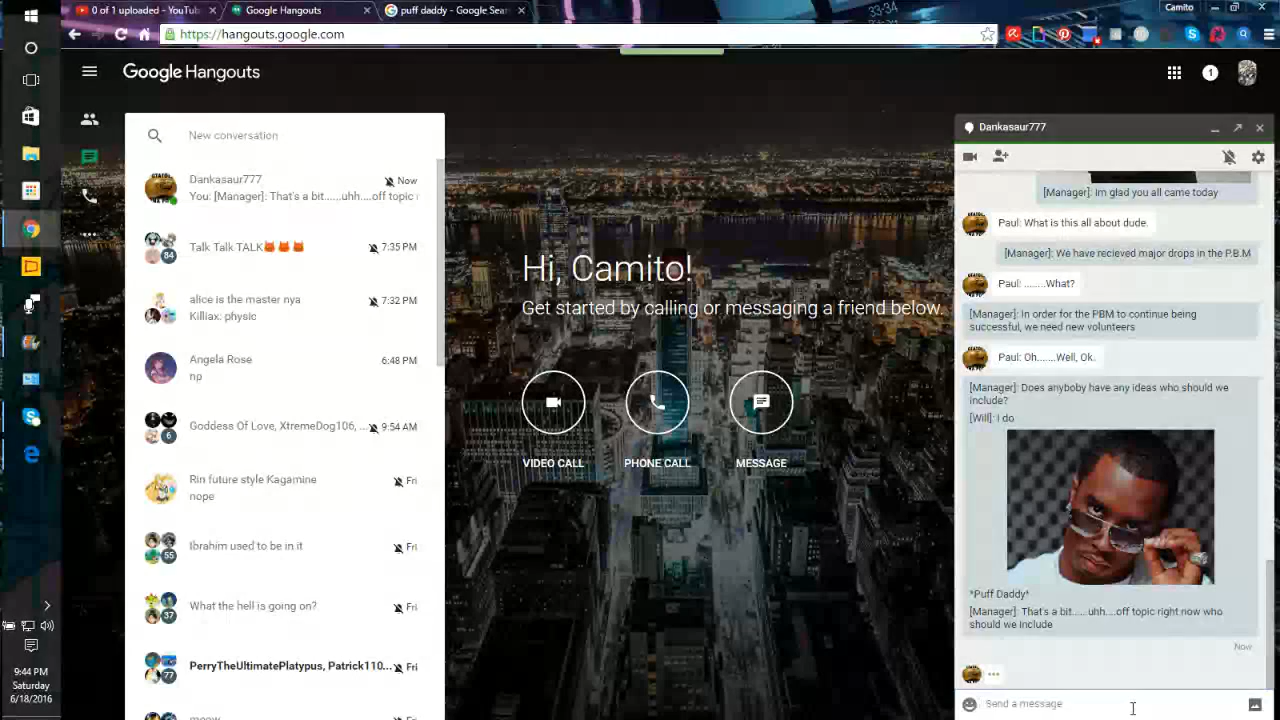 0 of 1 uploaded - YouTub
Google Hangouts
puff daddy - Google Sear
33:34
Camito
https://hangouts.google.com
Google Hangouts
1
New conversation
Dankasaur777
Now
You: [Manager]: That's a bit......uhh....off topic r
Talk Talk TALK
7:35 PM
84
alice is the master nya
7:32 PM
Killiax: physic
Angela Rose
6:48 PM
np
Goddess Of Love, XtremeDog106, ...
9:54 AM
6
Rin future style Kagamine
Fri
nope
Ibrahim used to be in it
Fri
55
What the hell is going on?
Fri
37
PerryTheUltimatePlatypus, Patrick110...
Fri
77
meow
Hi, Camito!
Get started by calling or messaging a friend below.
VIDEO CALL
PHONE CALL
MESSAGE
Dankasaur777
[Manager]: Im glad you all came today
Paul: What is this all about dude.
[Manager]: We have recieved major drops in the P.B.M
Paul: ........What?
[Manager]: In order for the PBM to continue being
successful, we need new volunteers
Paul: Oh.......Well, Ok.
[Manager]: Does anyboby have any ideas who should we
include?
[Will]: I do
*Puff Daddy*
[Manager]: That's a bit......uhh....off topic right now who
should we include
Now
Send a message
9:44 PM
Saturday
6/18/2016